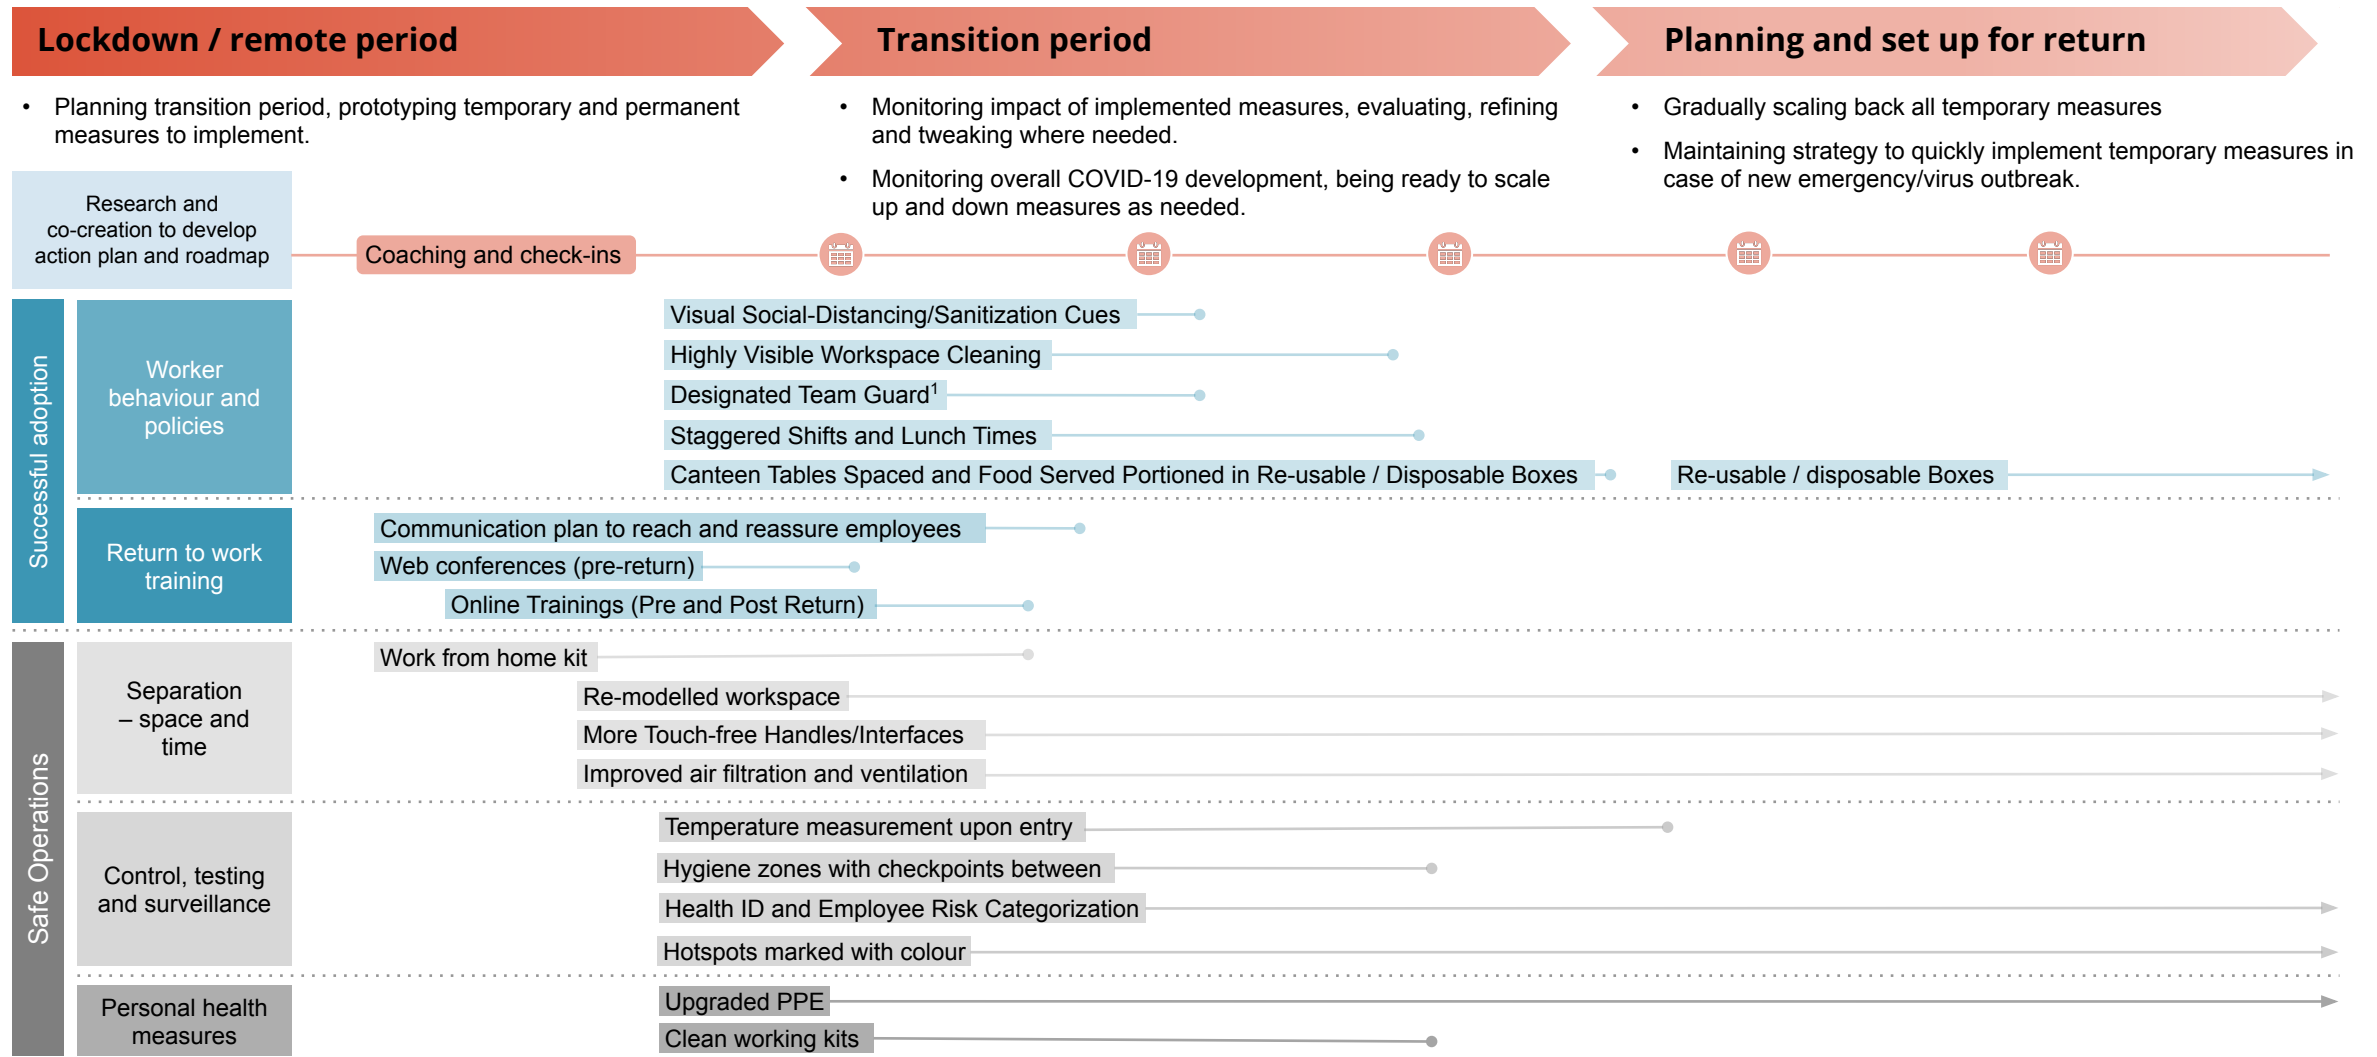 Lockdown / remote period
Transition period
Planning and set up for return
• Planning transition period, prototyping temporary and permanent
measures to implement.
• Monitoring impact of implemented measures, evaluating, refining
and tweaking where needed.
• Monitoring overall COVID-19 development, being ready to scale
up and down measures as needed.
• Gradually scaling back all temporary measures
• Maintaining strategy to quickly implement temporary measures in
case of new emergency/virus outbreak.
Research and
co-creation to develop
action plan and roadmap
Coaching and check-ins
Successful adoption
Worker
behaviour and
policies
Visual Social-Distancing/Sanitization Cues
Highly Visible Workspace Cleaning
Designated Team Guard¹
Staggered Shifts and Lunch Times
Canteen Tables Spaced and Food Served Portioned in Re-usable / Disposable Boxes
Re-usable / disposable Boxes
Return to work
training
Communication plan to reach and reassure employees
Web conferences (pre-return)
Online Trainings (Pre and Post Return)
Safe Operations
Separation
– space and
time
Work from home kit
Re-modelled workspace
More Touch-free Handles/Interfaces
Improved air filtration and ventilation
Control, testing
and surveillance
Temperature measurement upon entry
Hygiene zones with checkpoints between
Health ID and Employee Risk Categorization
Hotspots marked with colour
Personal health
measures
Upgraded PPE
Clean working kits